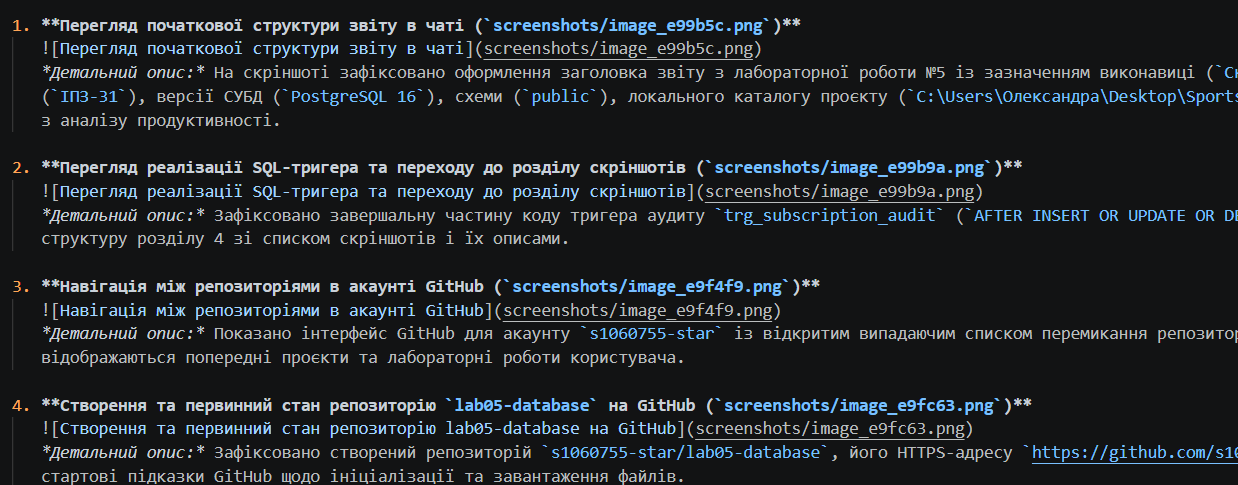 1. **Перегляд початкової структури звіту в чаті (`screenshots/image_e99b5c.png`)**
![Перегляд початкової структури звіту в чаті](screenshots/image_e99b5c.png)
*Детальний опис:* На скріншоті зафіксовано оформлення заголовка звіту з лабораторної роботи №5 із зазначенням виконавиці (`
(`ІПЗ-31`), версії СУБД (`PostgreSQL 16`), схеми (`public`), локального каталогу проєкту (`C:\Users\Олександра\Desktop\Sports
з аналізу продуктивності.
2. **Перегляд реалізації SQL-тригера та переходу до розділу скріншотів (`screenshots/image_e99b9a.png`)**
![Перегляд реалізації SQL-тригера та переходу до розділу скріншотів](screenshots/image_e99b9a.png)
*Детальний опис:* Зафіксовано завершальну частину коду тригера аудиту `trg_subscription_audit` (`AFTER INSERT OR UPDATE OR DE
структуру розділу 4 зі списком скріншотів і їх описами.
3. **Навігація між репозиторіями в акаунті GitHub (`screenshots/image_e9f4f9.png`)**
![Навігація між репозиторіями в акаунті GitHub](screenshots/image_e9f4f9.png)
*Детальний опис:* Показано інтерфейс GitHub для акаунту `s1060755-star` із відкритим випадаючим списком перемикання репозитор
відображаються попередні проєкти та лабораторні роботи користувача.
4. **Створення та первинний стан репозиторію `lab05-database` на GitHub (`screenshots/image_e9fc63.png`)**
![Створення та первинний стан репозиторію lab05-database на GitHub](screenshots/image_e9fc63.png)
*Детальний опис:* Зафіксовано створений репозиторій `s1060755-star/lab05-database`, його HTTPS-адресу `https://github.com/s10
стартові підказки GitHub щодо ініціалізації та завантаження файлів.